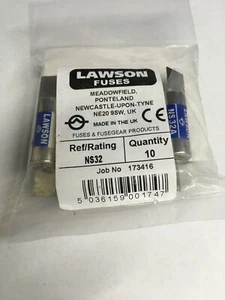 LAWSON
FUSES
MEADOWFIELD,
PONTELAND
NEWCASTLE-UPON-TYNE
NE20 9SW, UK
MADE IN THE UK CE
FUSES & FUSEGEAR PRODUCTS
Ref/Rating Quantity
NS32 10
Job No 173416
5 036159 001747
LAWSON
NS32